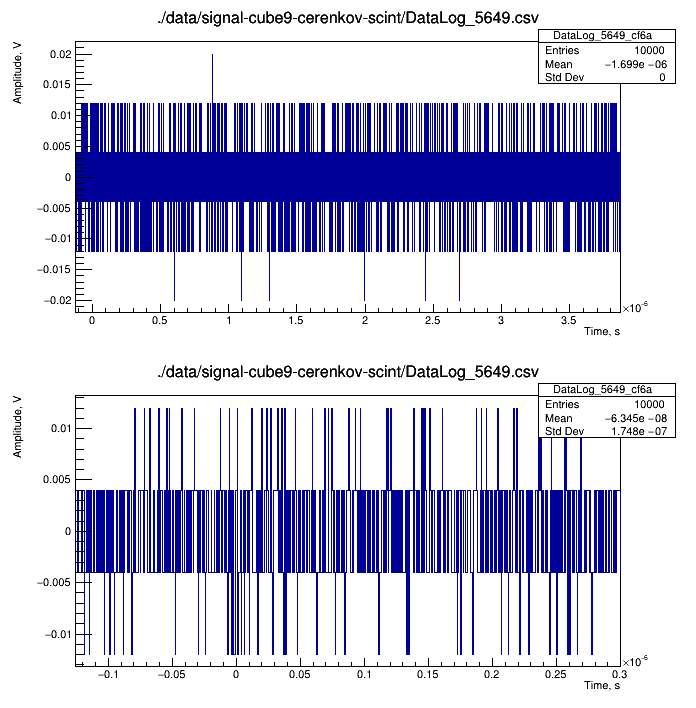 ./data/signal-cube9-cerenkov-scint/DataLog_5649.csv
Amplitude, V
DataLog_5649_cf6a
Entries 10000
Mean −1.699e −06
Std Dev 0
0.02
0.015
0.01
0.005
0
−0.005
−0.01
−0.015
−0.02
0 0.5 1 1.5 2 2.5 3 3.5
×10−6
Time, s
./data/signal-cube9-cerenkov-scint/DataLog_5649.csv
Amplitude, V
DataLog_5649_cf6a
Entries 10000
Mean −6.345e −08
Std Dev 1.748e −07
0.01
0.005
0
−0.005
−0.01
−0.1 −0.05 0 0.05 0.1 0.15 0.2 0.25 0.3
×10−6
Time, s